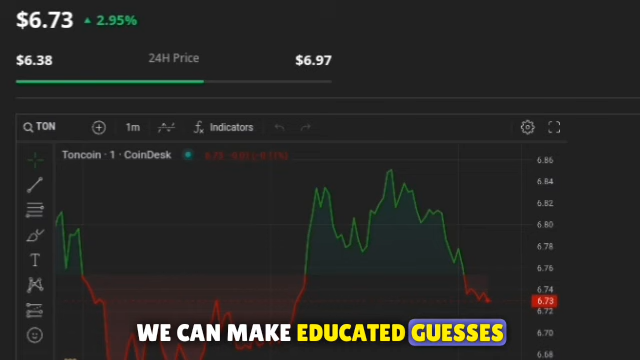 $6.73 ▲ 2.95%
$6.38 24H Price $6.97
TON 1m Indicators
Toncoin · 1 · CoinDesk
6.86
6.84
6.82
6.80
6.78
6.76
6.74
6.73
6.72
6.70
6.68
WE CAN MAKE EDUCATED GUESSES